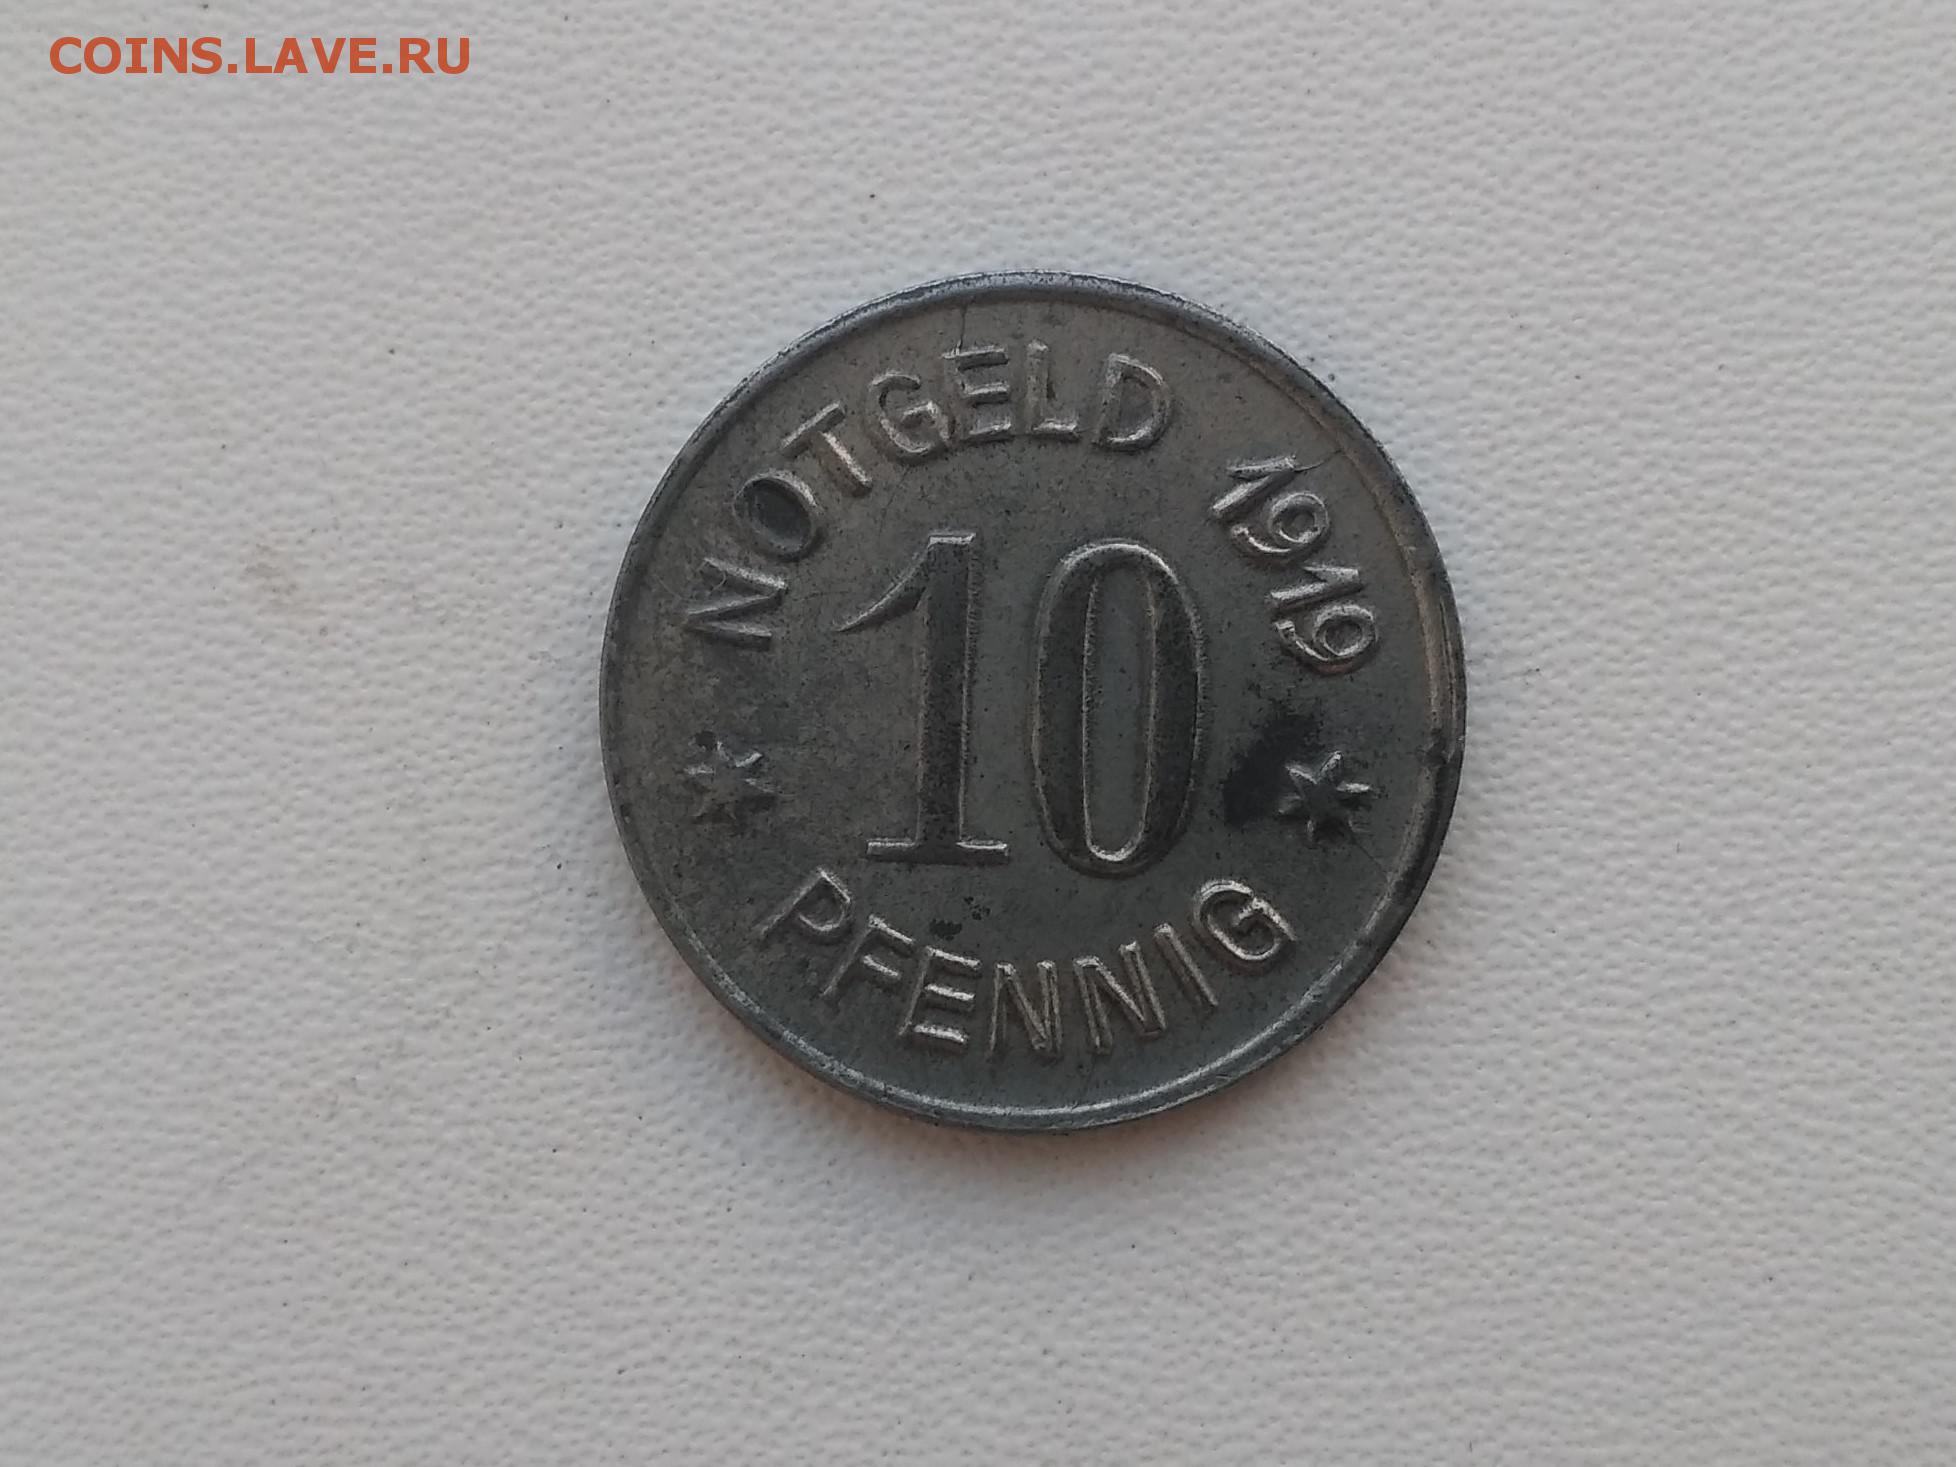 COINS.LAVE.RU
NOTGELD 1919
10
PFENNIG